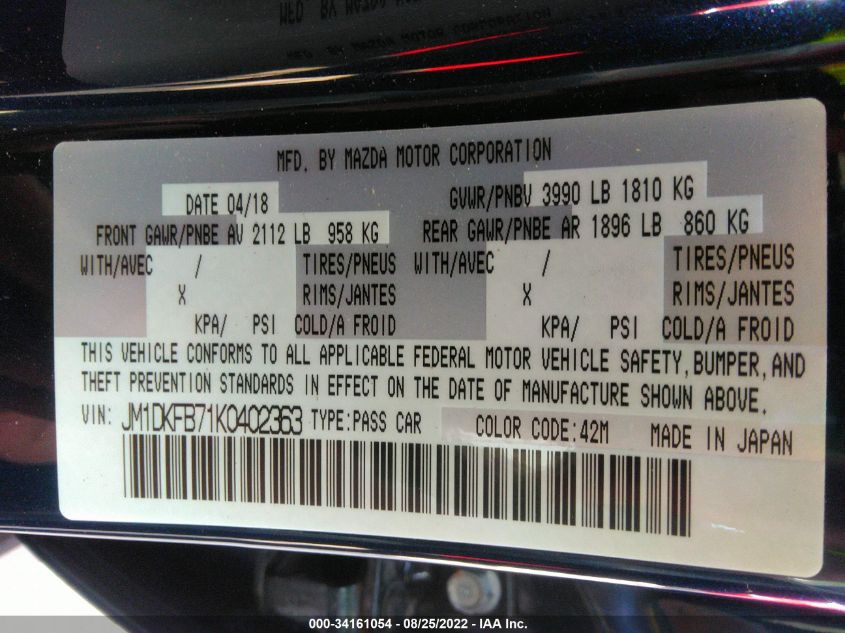 MFD. BY MAZDA MOTOR CORPORATION
DATE 04/18 GVWR/PNBV 3990 LB 1810 KG
FRONT GAWR/PNBE AV 2112 LB 958 KG REAR GAWR/PNBE AR 1896 LB 860 KG
WITH/AVEC / TIRES/PNEUS WITH/AVEC / TIRES/PNEUS
X RIMS/JANTES X RIMS/JANTES
KPA/ PSI COLD/A FROID KPA/ PSI COLD/A FROID
THIS VEHICLE CONFORMS TO ALL APPLICABLE FEDERAL MOTOR VEHICLE SAFETY,BUMPER,AND
THEFT PREVENTION STANDARDS IN EFFECT ON THE DATE OF MANUFACTURE SHOWN ABOVE.
VIN: JM1DKFB71K0402363 TYPE:PASS CAR COLOR CODE:42M MADE IN JAPAN
000-34161054 - 08/25/2022 - IAA Inc.